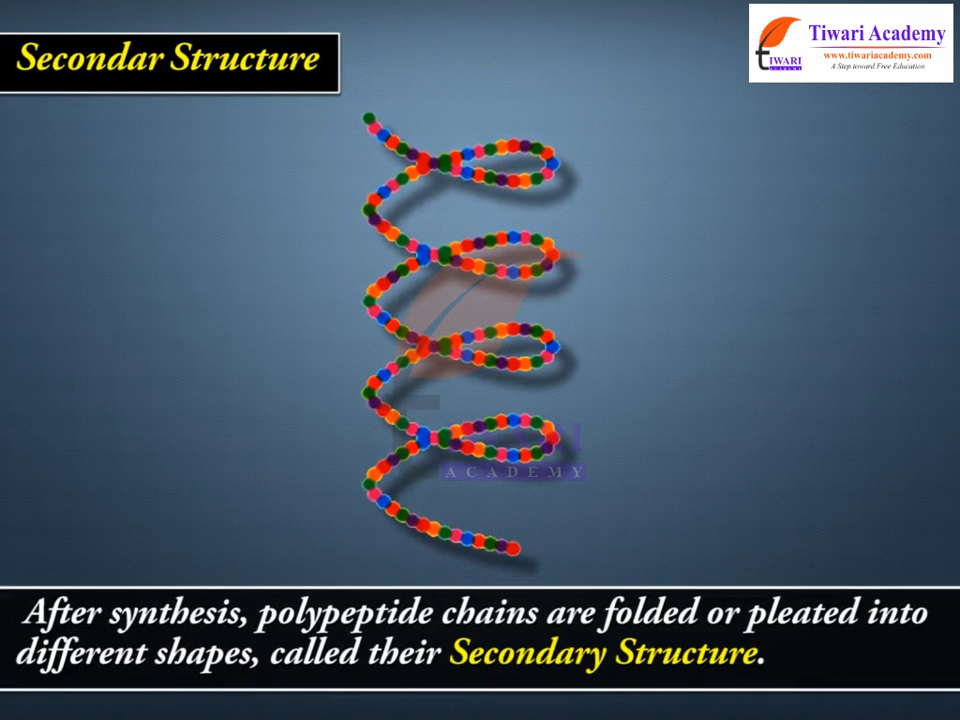 Secondar Structure
Tiwari Academy
www.tiwariacademy.com
A Step toward Free Education
TIWARI
ACADEMY
ACADEMY
After synthesis, polypeptide chains are folded or pleated into
different shapes, called their Secondary Structure.